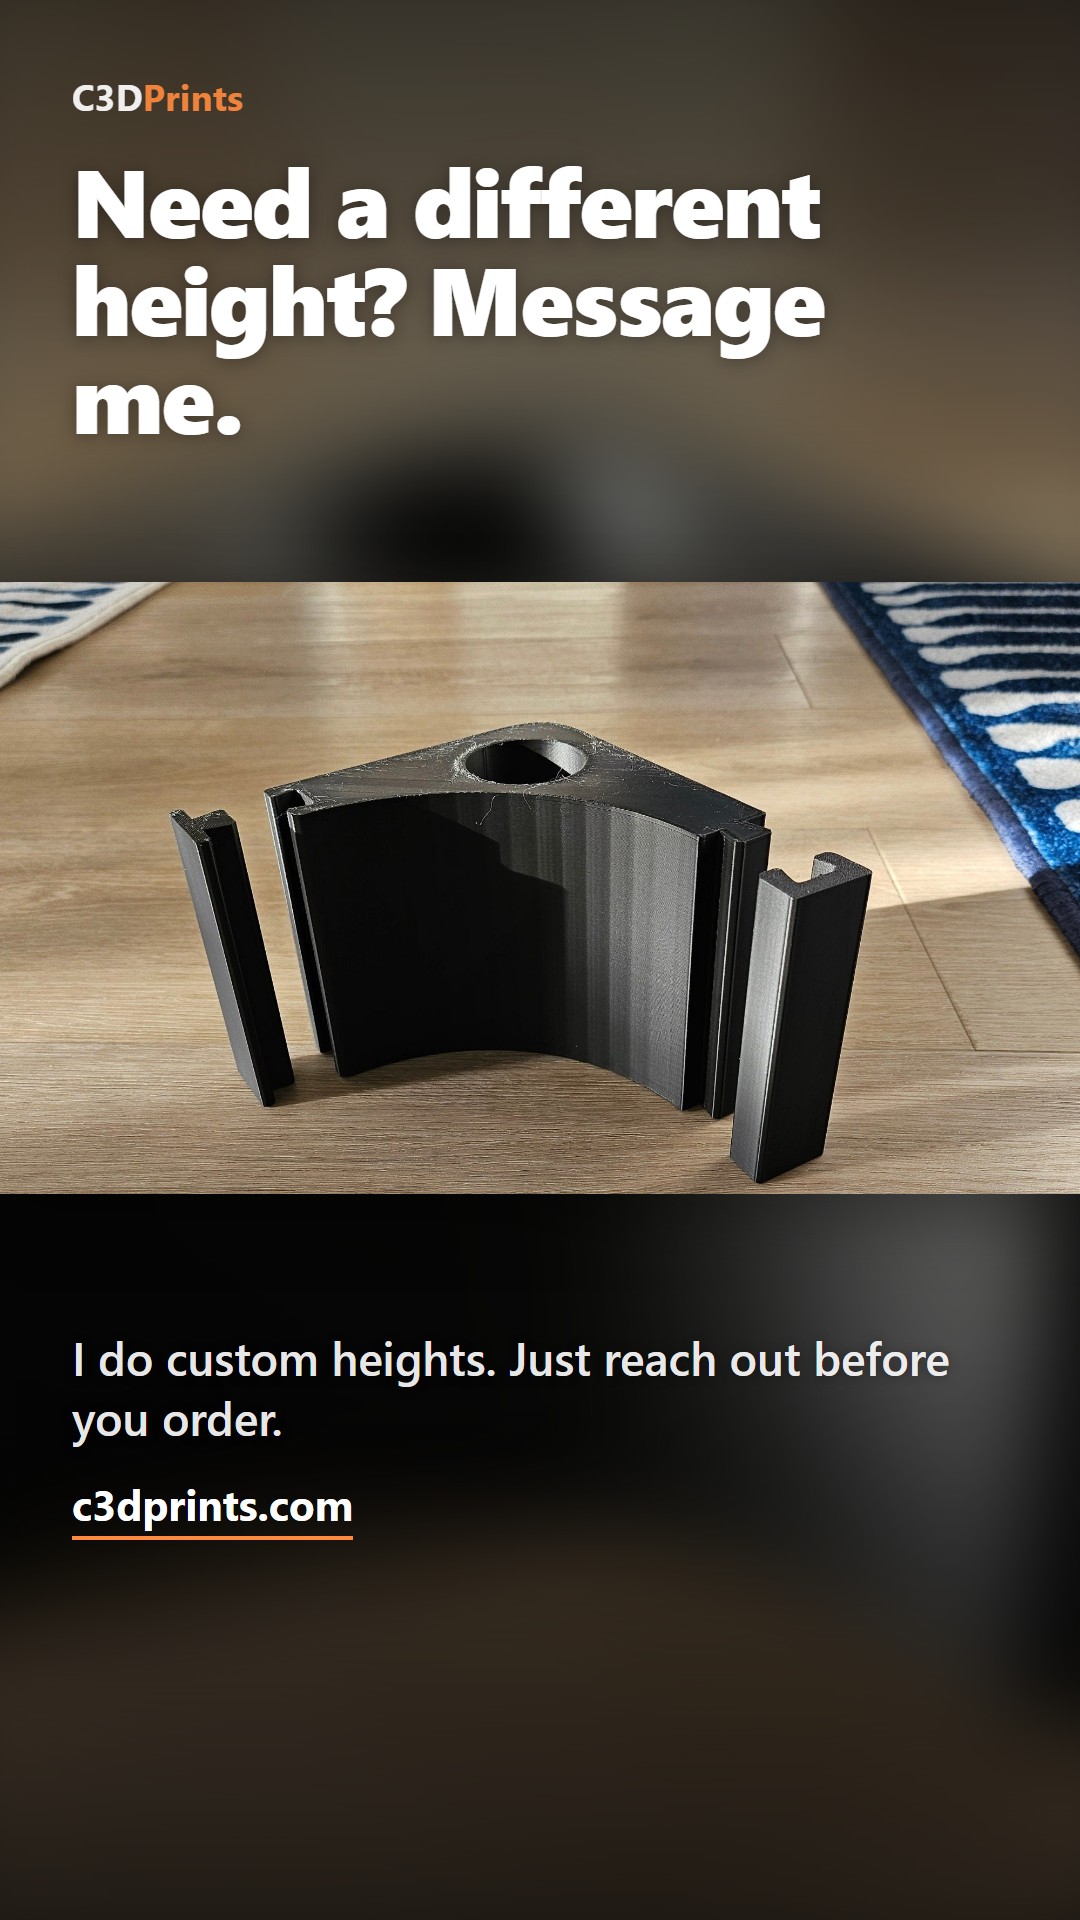 C3DPrints
Need a different
height? Message
me.
I do custom heights. Just reach out before
you order.
c3dprints.com